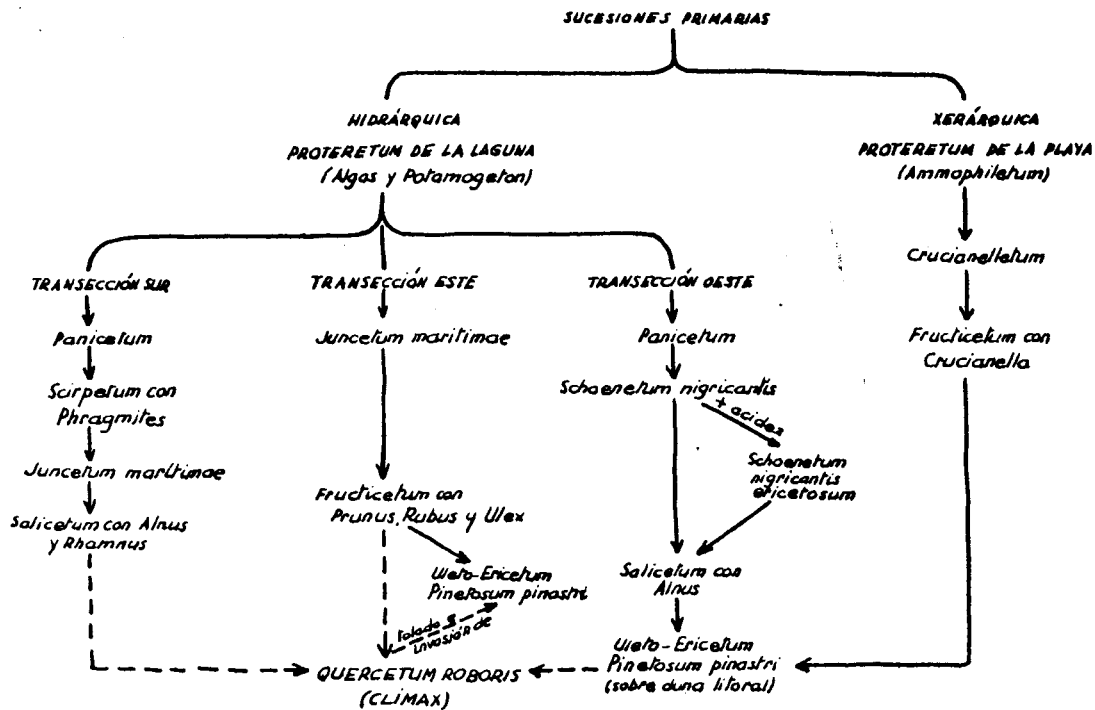 SUCESIONES PRIMARIAS
HIDRÁRQUICA
PROTERETUM DE LA LAGUNA
(Algas y Potamogeton)
XERÁRQUICA
PROTERETUM DE LA PLAYA
(Ammophiletum)
TRANSECCIÓN SUR
Panicetum
Scirpetum con
Phragmites
Juncetum maritimae
Salicetum con Alnus
y Rhamnus
TRANSECCIÓN ESTE
Juncetum maritimae
Fructicetum con
Prunus, Rubus y Ulex
Uleto-Ericetum
Pinetosum pinastri
talado
invasión de
QUERCETUM ROBORIS
(CLÍMAX)
TRANSECCIÓN OESTE
Panicetum
Schoenetum nigricantis
+ acidez
Schoenetum
nigricantis
ericetosum
Salicetum con
Alnus
Uleto-Ericetum
Pinetosum pinastri
(sobre duna litoral)
Crucianelletum
Fructicetum con
Crucianella